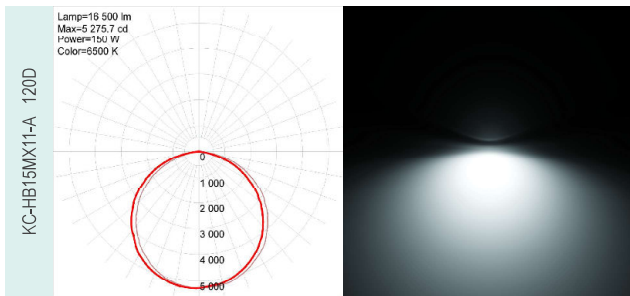 KC-HB15MX11-A 120D
Lamp=16 500 lm
Max=5 275.7 cd
Power=150 W
Color=6500 K
0
1 000
2 000
3 000
4 000
5 000